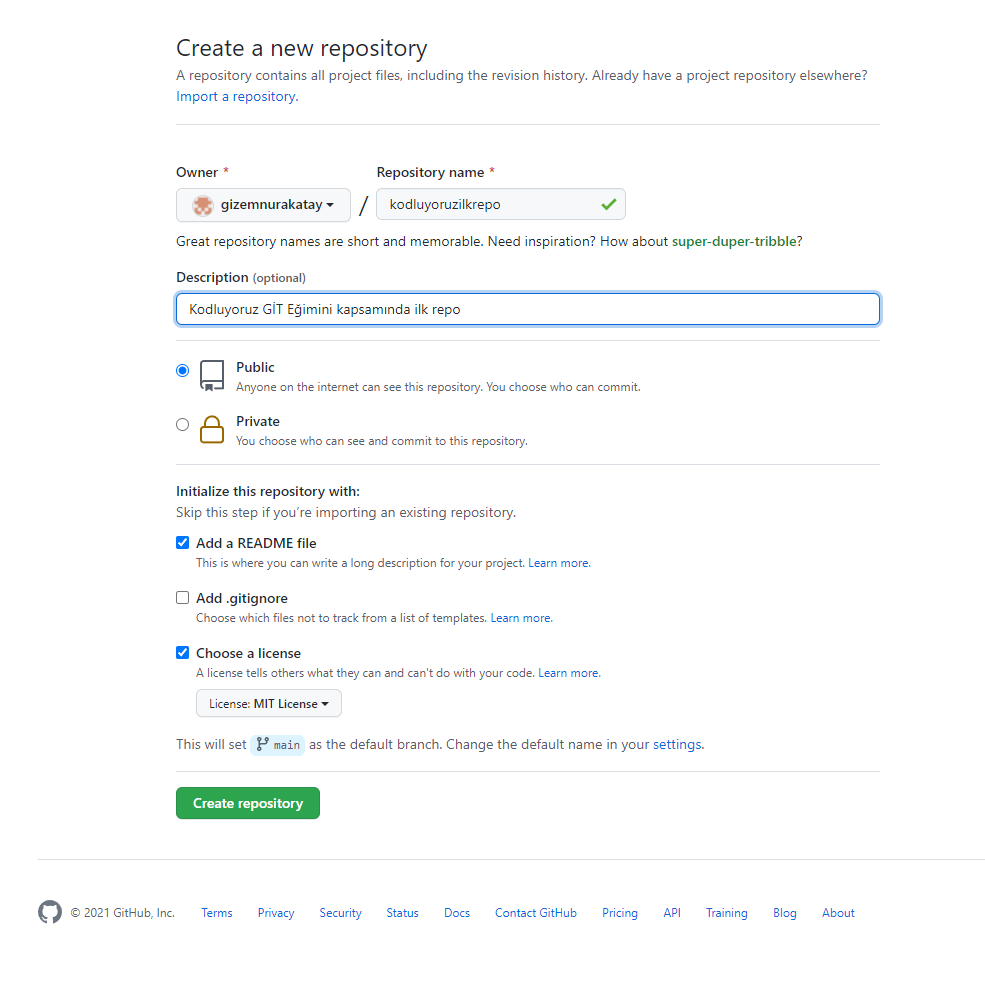 Create a new repository
A repository contains all project files, including the revision history. Already have a project repository elsewhere?
Import a repository.
Owner * Repository name *
gizemnurakatay / kodluyoruzilkrepo
Great repository names are short and memorable. Need inspiration? How about super-duper-tribble?
Description (optional)
Kodluyoruz GİT Eğimini kapsamında ilk repo
Public
Anyone on the internet can see this repository. You choose who can commit.
Private
You choose who can see and commit to this repository.
Initialize this repository with:
Skip this step if you’re importing an existing repository.
Add a README file
This is where you can write a long description for your project. Learn more.
Add .gitignore
Choose which files not to track from a list of templates. Learn more.
Choose a license
A license tells others what they can and can't do with your code. Learn more.
License: MIT License
This will set main as the default branch. Change the default name in your settings.
Create repository
© 2021 GitHub, Inc. Terms Privacy Security Status Docs Contact GitHub Pricing API Training Blog About